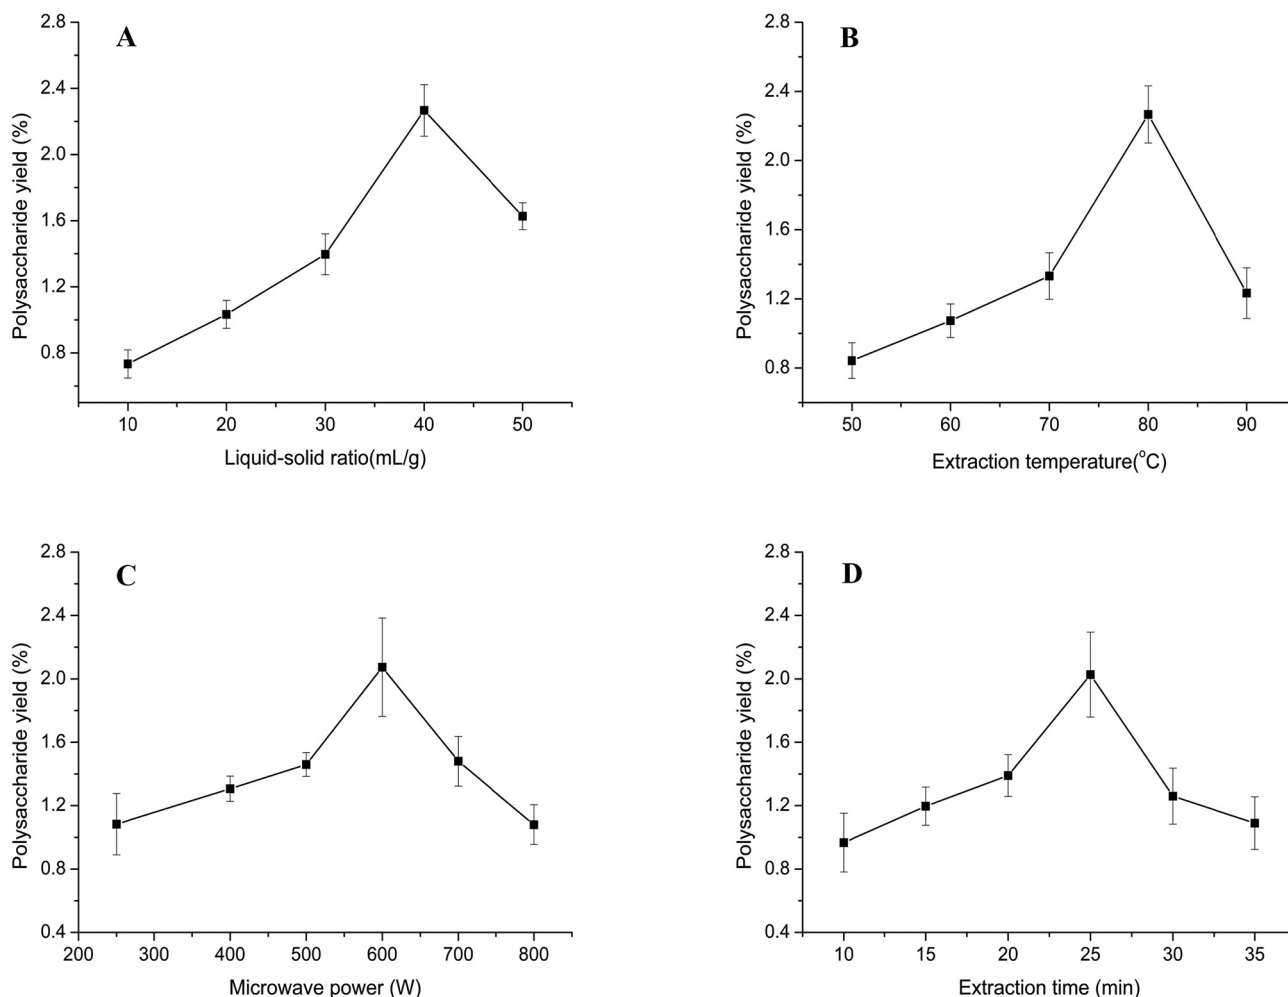 A
2.8
2.4
2.0
1.6
1.2
0.8
Polysaccharide yield (%)
10 20 30 40 50
Liquid-solid ratio(mL/g)
B
2.8
2.4
2.0
1.6
1.2
0.8
Polysaccharide yield (%)
50 60 70 80 90
Extraction temperature(°C)
C
2.8
2.4
2.0
1.6
1.2
0.8
0.4
Polysaccharide yield (%)
200 300 400 500 600 700 800
Microwave power (W)
D
2.8
2.4
2.0
1.6
1.2
0.8
0.4
Polysaccharide yield (%)
10 15 20 25 30 35
Extraction time (min)